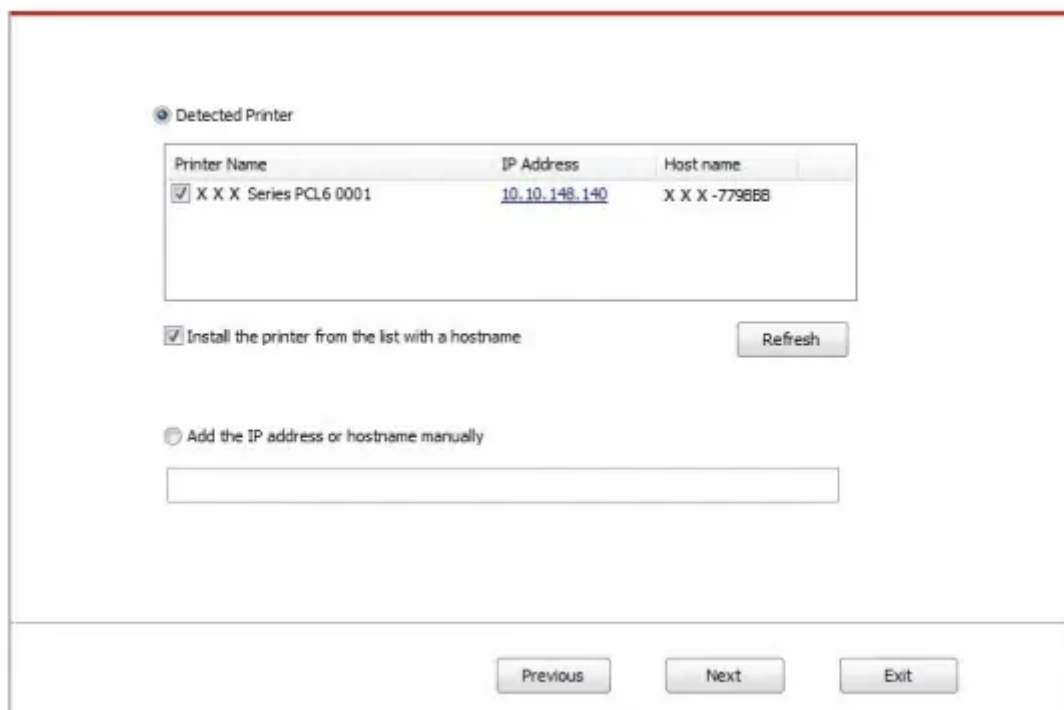 Detected Printer
Printer Name IP Address Host name
X X X Series PCL6 0001 10.10.148.140 X X X -7798BB
Install the printer from the list with a hostname Refresh
Add the IP address or hostname manually
Previous Next Exit